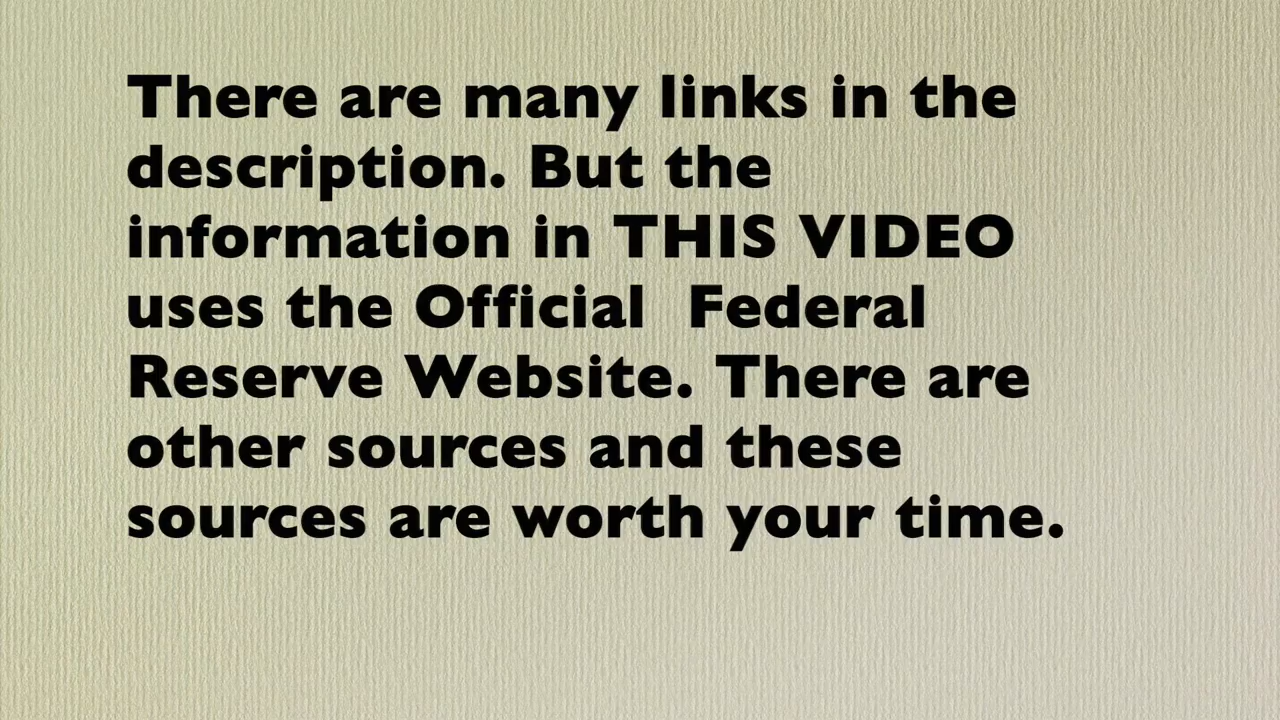 There are many links in the
description. But the
information in THIS VIDEO
uses the Official  Federal
Reserve Website. There are
other sources and these
sources are worth your time.